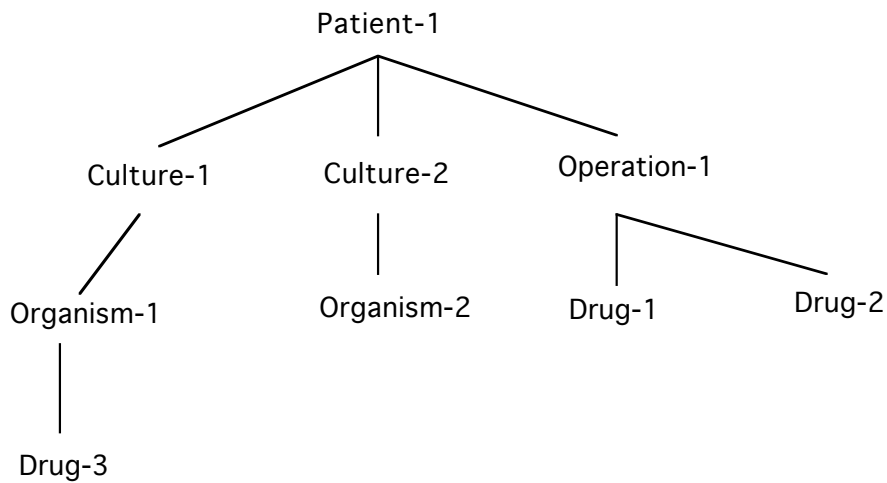 Patient-1
Culture-1
Culture-2
Operation-1
Organism-1
Organism-2
Drug-1
Drug-2
Drug-3